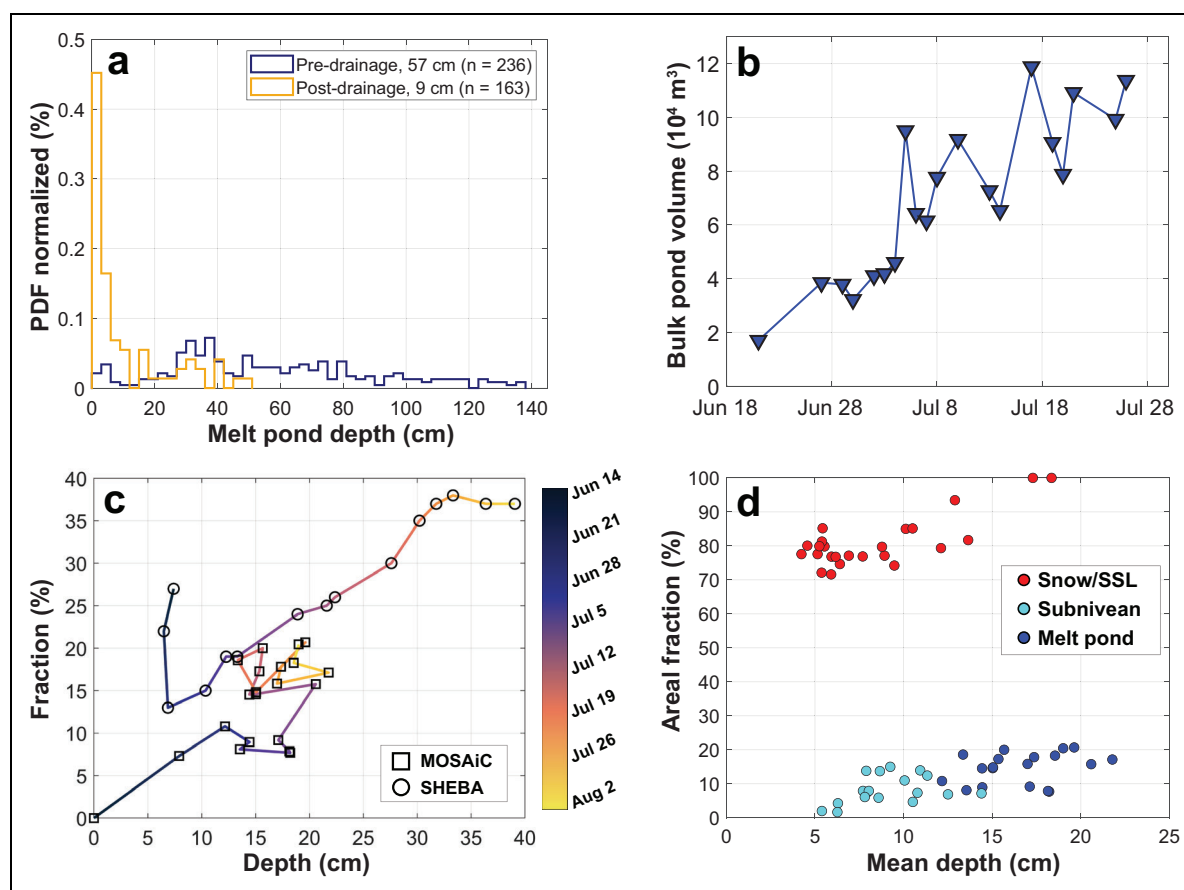 a
0.5
0.4
0.3
0.2
0.1
0
PDF normalized (%)
Pre-drainage, 57 cm (n = 236)
Post-drainage, 9 cm (n = 163)
0 20 40 60 80 100 120 140
Melt pond depth (cm)
b
12
10
8
6
4
2
0
Bulk pond volume (10⁴ m³)
Jun 18 Jun 28 Jul 8 Jul 18 Jul 28
c
40
35
30
25
20
15
10
5
0
Fraction (%)
MOSAiC
SHEBA
0 5 10 15 20 25 30 35 40
Depth (cm)
Jun 14
Jun 21
Jun 28
Jul 5
Jul 12
Jul 19
Jul 26
Aug 2
d
100
90
80
70
60
50
40
30
20
10
0
Areal fraction (%)
Snow/SSL
Subnivean
Melt pond
0 5 10 15 20 25
Mean depth (cm)